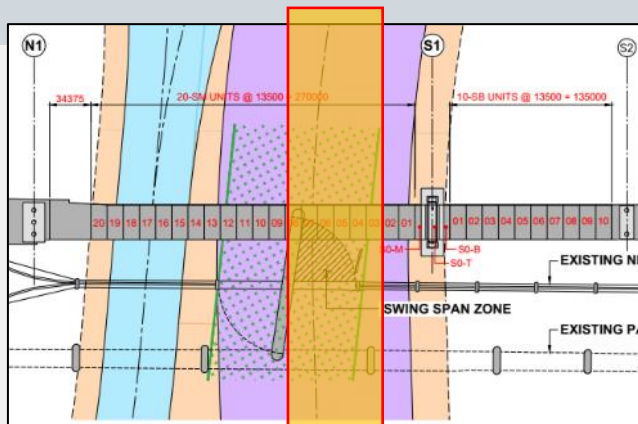 N1
S1
S2
34375
20-SM UNITS @ 13500 = 270000
10-SB UNITS @ 13500 = 135000
20 19 18 17 16 15 14 13 12 11 10 09 04 03 02 01
01 02 03 04 05 06 07 08 09 10
S0-M
S0-B
S0-T
EXISTING NE
SWING SPAN ZONE
EXISTING PA